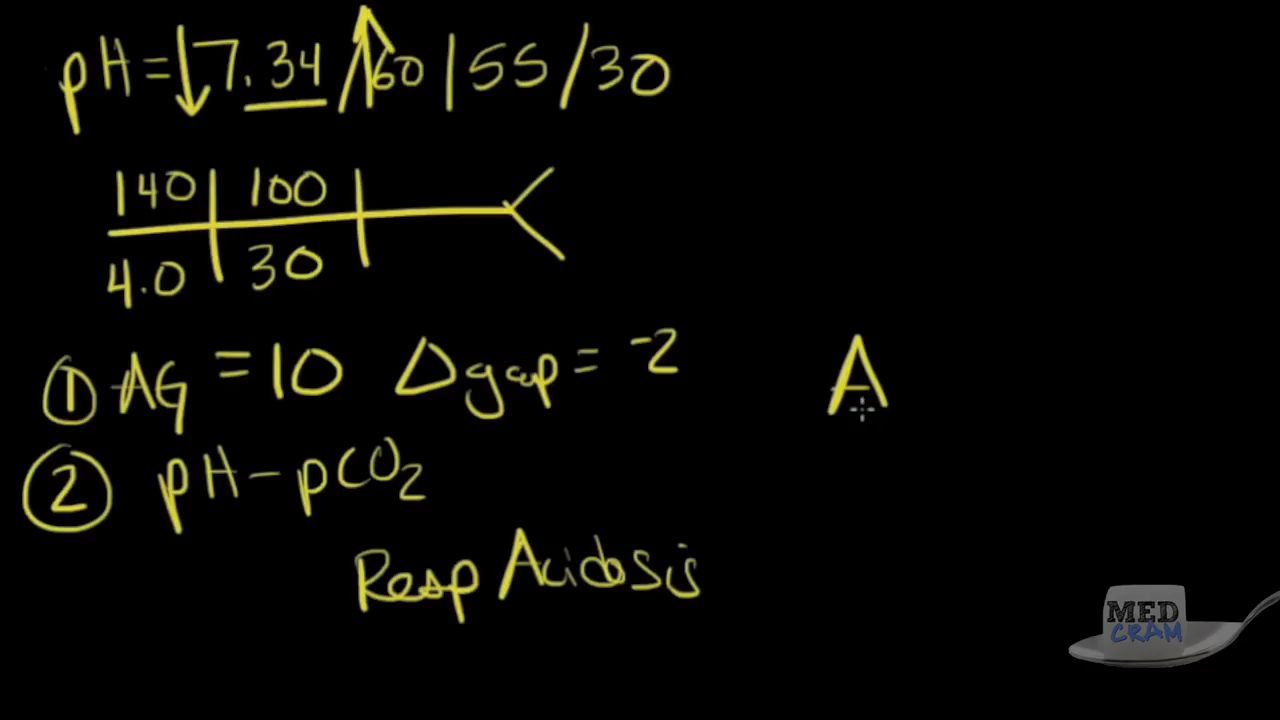 pH=↓7.34/↑60/55/30
140 | 100
4.0 | 30
① AG = 10 Δgap = -2
A
② pH-pCO₂
Resp Acidosis
MED
CRAM